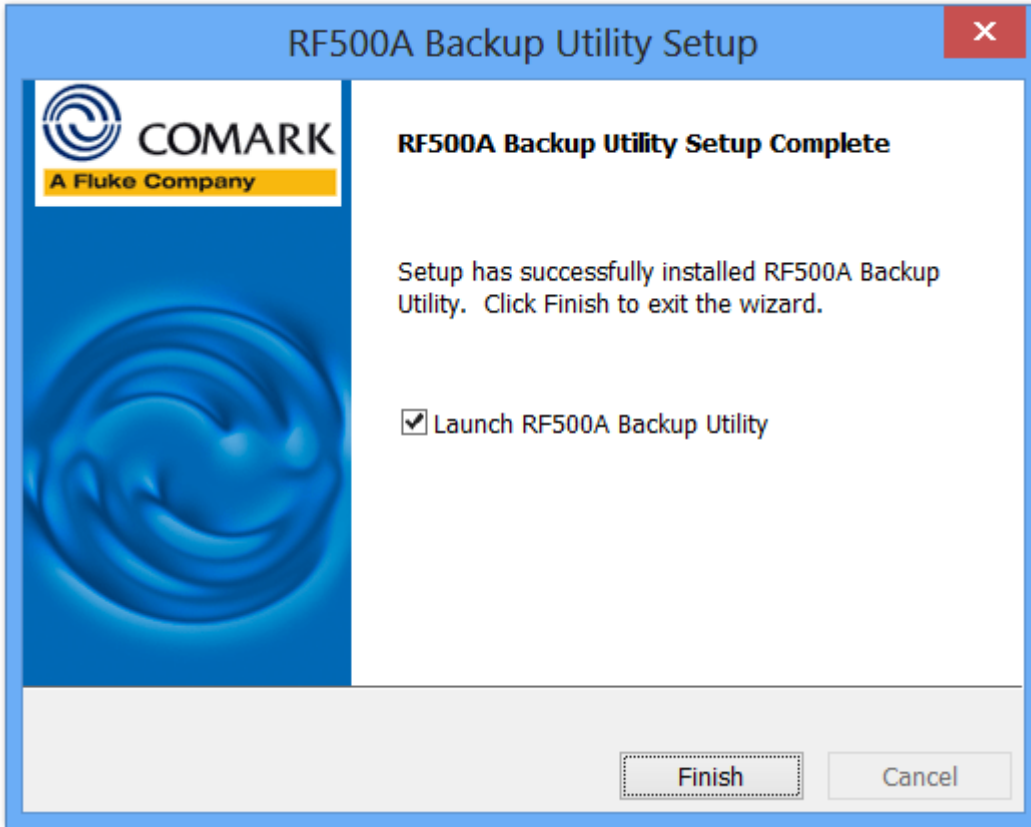 RF500A Backup Utility Setup
COMARK
A Fluke Company
RF500A Backup Utility Setup Complete
Setup has successfully installed RF500A Backup
Utility.  Click Finish to exit the wizard.
Launch RF500A Backup Utility
Finish
Cancel